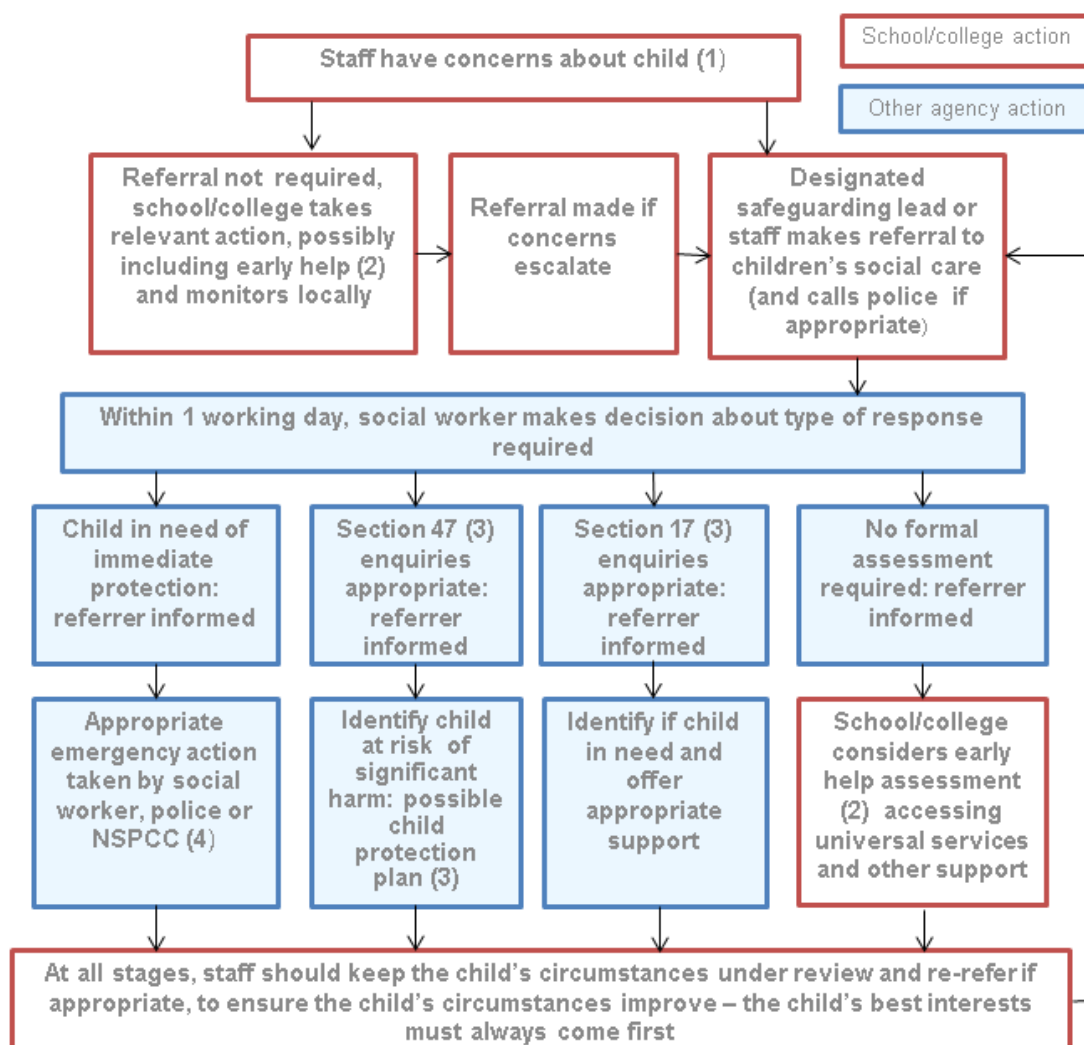 School/college action
Staff have concerns about child (1)
Other agency action
Referral not required,
school/college takes
relevant action, possibly
including early help (2)
and monitors locally
Referral made if
concerns
escalate
Designated
safeguarding lead or
staff makes referral to
children's social care
(and calls police if
appropriate)
Within 1 working day, social worker makes decision about type of response
required
Child in need of
immediate
protection:
referrer informed
Section 47 (3)
enquiries
appropriate:
referrer
informed
Section 17 (3)
enquiries
appropriate:
referrer
informed
No formal
assessment
required: referrer
informed
Appropriate
emergency action
taken by social
worker, police or
NSPCC (4)
Identify child
at risk of
significant
harm: possible
child
protection
plan (3)
Identify if child
in need and
offer
appropriate
support
School/college
considers early
help assessment
(2) accessing
universal services
and other support
At all stages, staff should keep the child's circumstances under review and re-refer if
appropriate, to ensure the child's circumstances improve – the child's best interests
must always come first